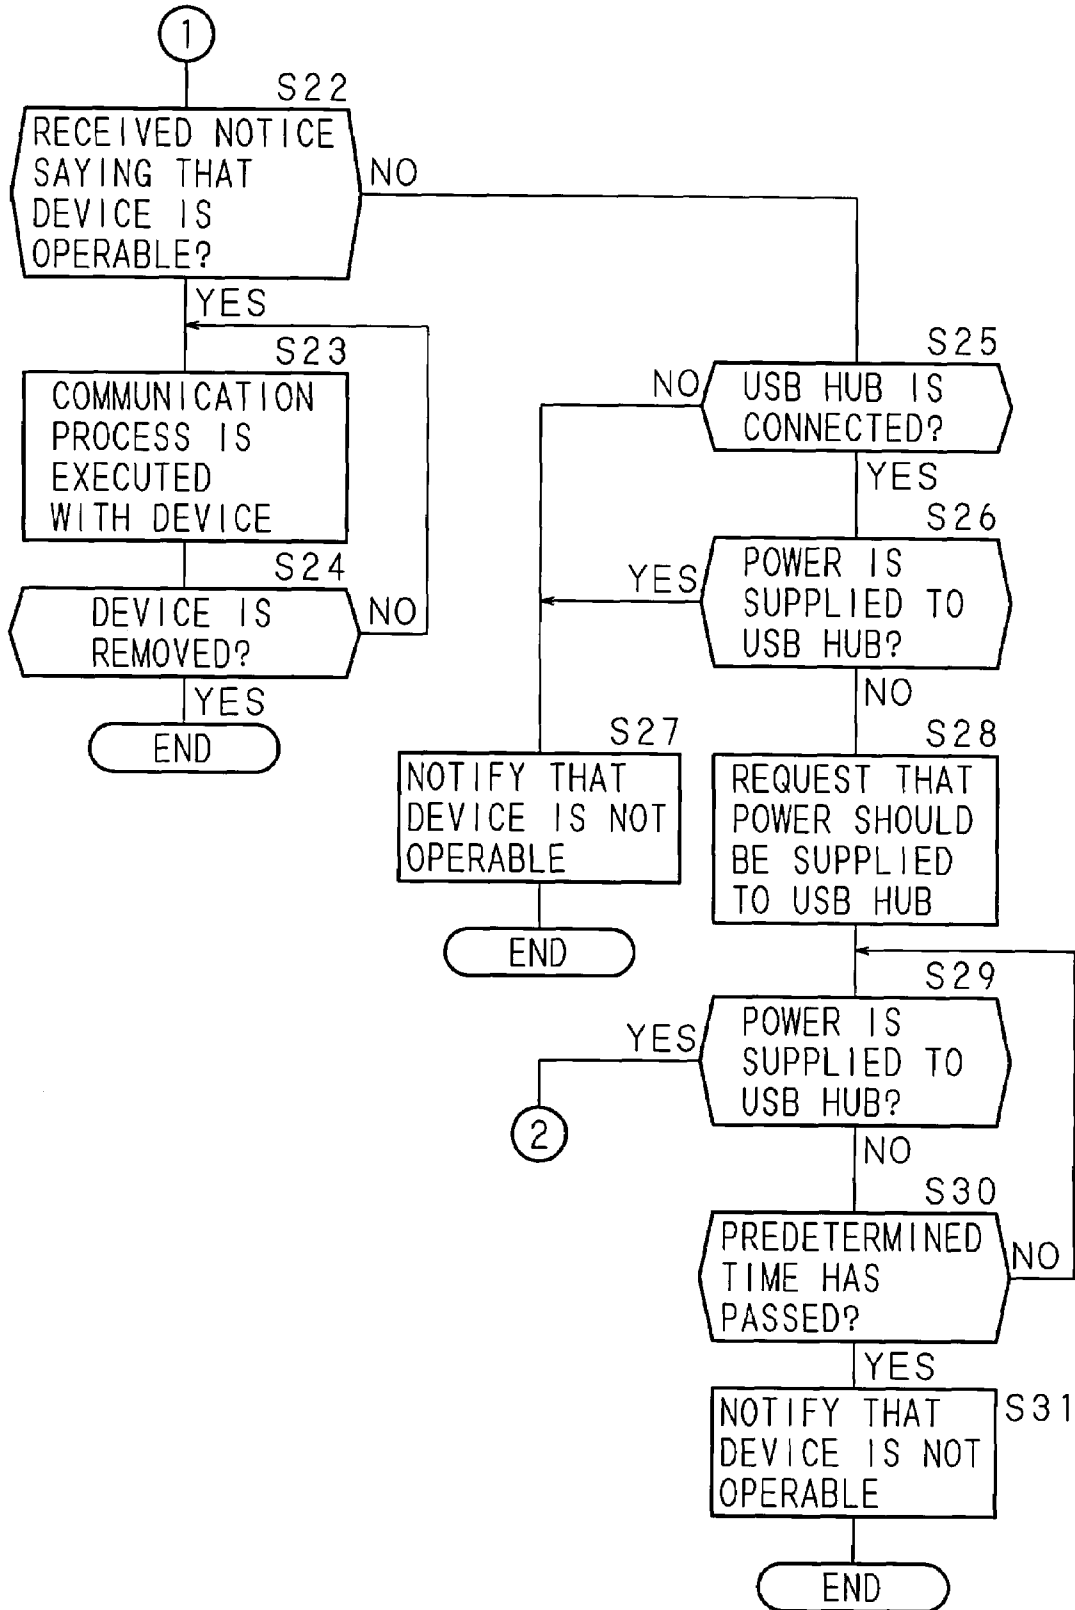 1
S22
RECEIVED NOTICE
SAYING THAT
DEVICE IS
OPERABLE?
NO
YES
S23
COMMUNICATION
PROCESS IS
EXECUTED
WITH DEVICE
S24
DEVICE IS
REMOVED?
NO
YES
END
S25
USB HUB IS
CONNECTED?
NO
YES
S26
POWER IS
SUPPLIED TO
USB HUB?
YES
NO
S27
NOTIFY THAT
DEVICE IS NOT
OPERABLE
END
S28
REQUEST THAT
POWER SHOULD
BE SUPPLIED
TO USB HUB
S29
POWER IS
SUPPLIED TO
USB HUB?
YES
2
NO
S30
PREDETERMINED
TIME HAS
PASSED?
NO
YES
S31
NOTIFY THAT
DEVICE IS NOT
OPERABLE
END